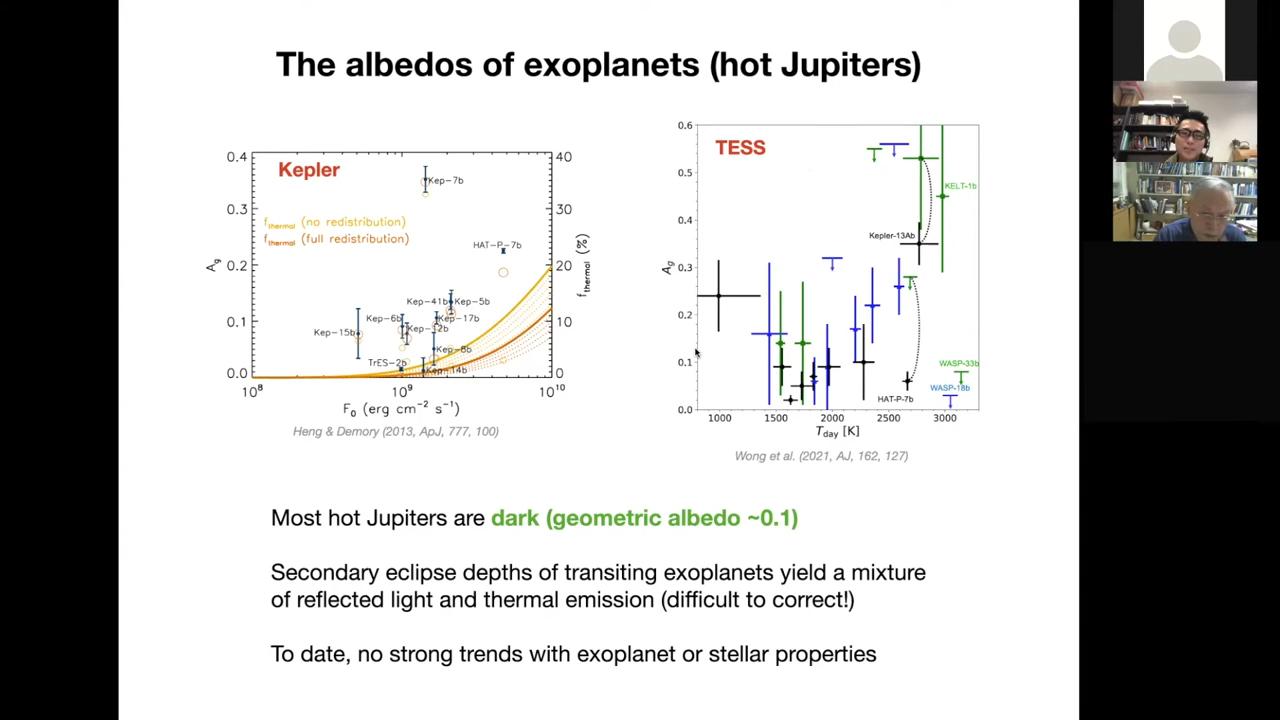 The albedos of exoplanets (hot Jupiters)
Kepler
f_thermal (no redistribution)
f_thermal (full redistribution)
0.4
0.3
0.2
0.1
0.0
A_g
40
30
20
10
0
f_thermal (%)
Kep-7b
HAT-P-7b
Kep-41b
Kep-5b
Kep-6b
Kep-17b
Kep-15b
Kep-12b
Kep-8b
TrES-2b
Kep-14b
10^8
10^9
10^10
F_0 (erg cm^-2 s^-1)
Heng & Demory (2013, ApJ, 777, 100)
TESS
0.6
0.5
0.4
0.3
0.2
0.1
0.0
A_g
KELT-1b
Kepler-13Ab
WASP-33b
WASP-18b
HAT-P-7b
1000
1500
2000
2500
3000
T_day [K]
Wong et al. (2021, AJ, 162, 127)
Most hot Jupiters are dark (geometric albedo ~0.1)
Secondary eclipse depths of transiting exoplanets yield a mixture
of reflected light and thermal emission (difficult to correct!)
To date, no strong trends with exoplanet or stellar properties